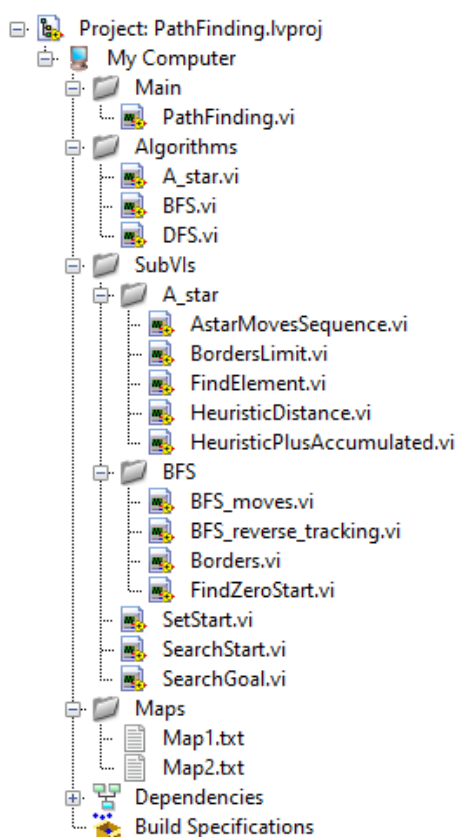 Project: PathFinding.lvproj
My Computer
Main
PathFinding.vi
Algorithms
A_star.vi
BFS.vi
DFS.vi
SubVIs
A_star
AstarMovesSequence.vi
BordersLimit.vi
FindElement.vi
HeuristicDistance.vi
HeuristicPlusAccumulated.vi
BFS
BFS_moves.vi
BFS_reverse_tracking.vi
Borders.vi
FindZeroStart.vi
SetStart.vi
SearchStart.vi
SearchGoal.vi
Maps
Map1.txt
Map2.txt
Dependencies
Build Specifications